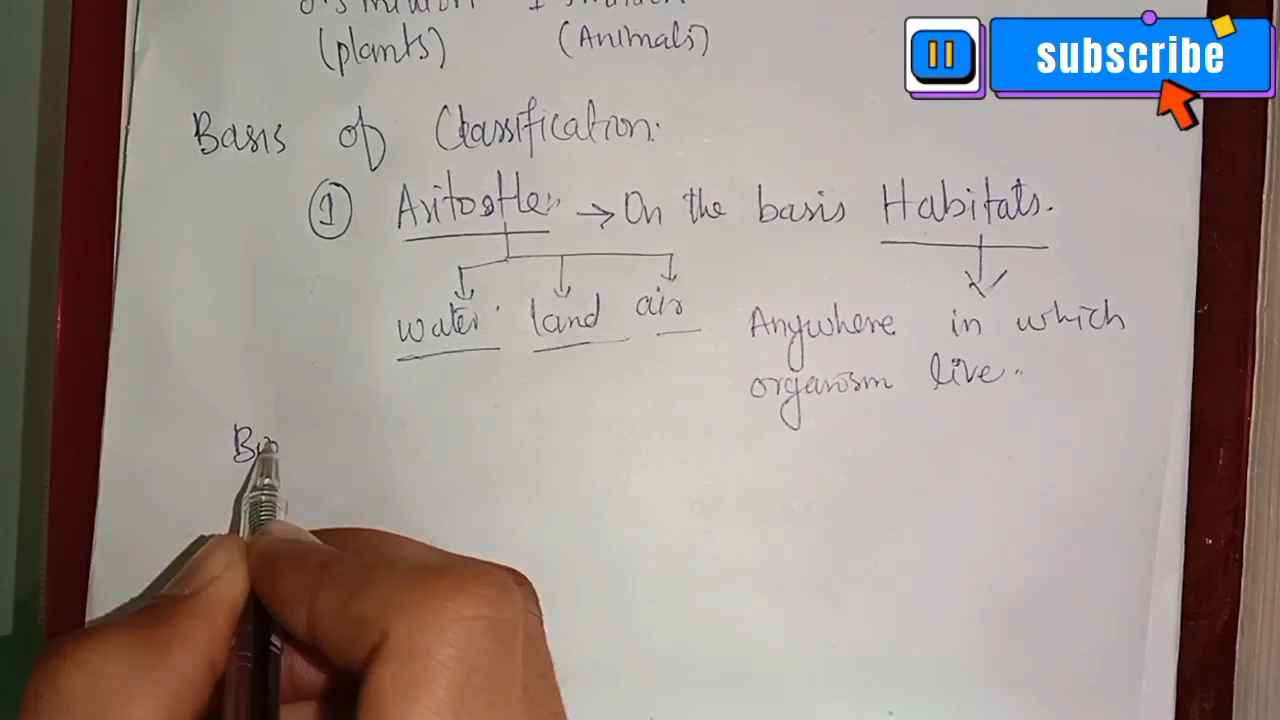 (plants) (Animals)
subscribe
Basis of Classification.
① Aritostle. → On the basis Habitats.
water land air
Anywhere in which
organism live.